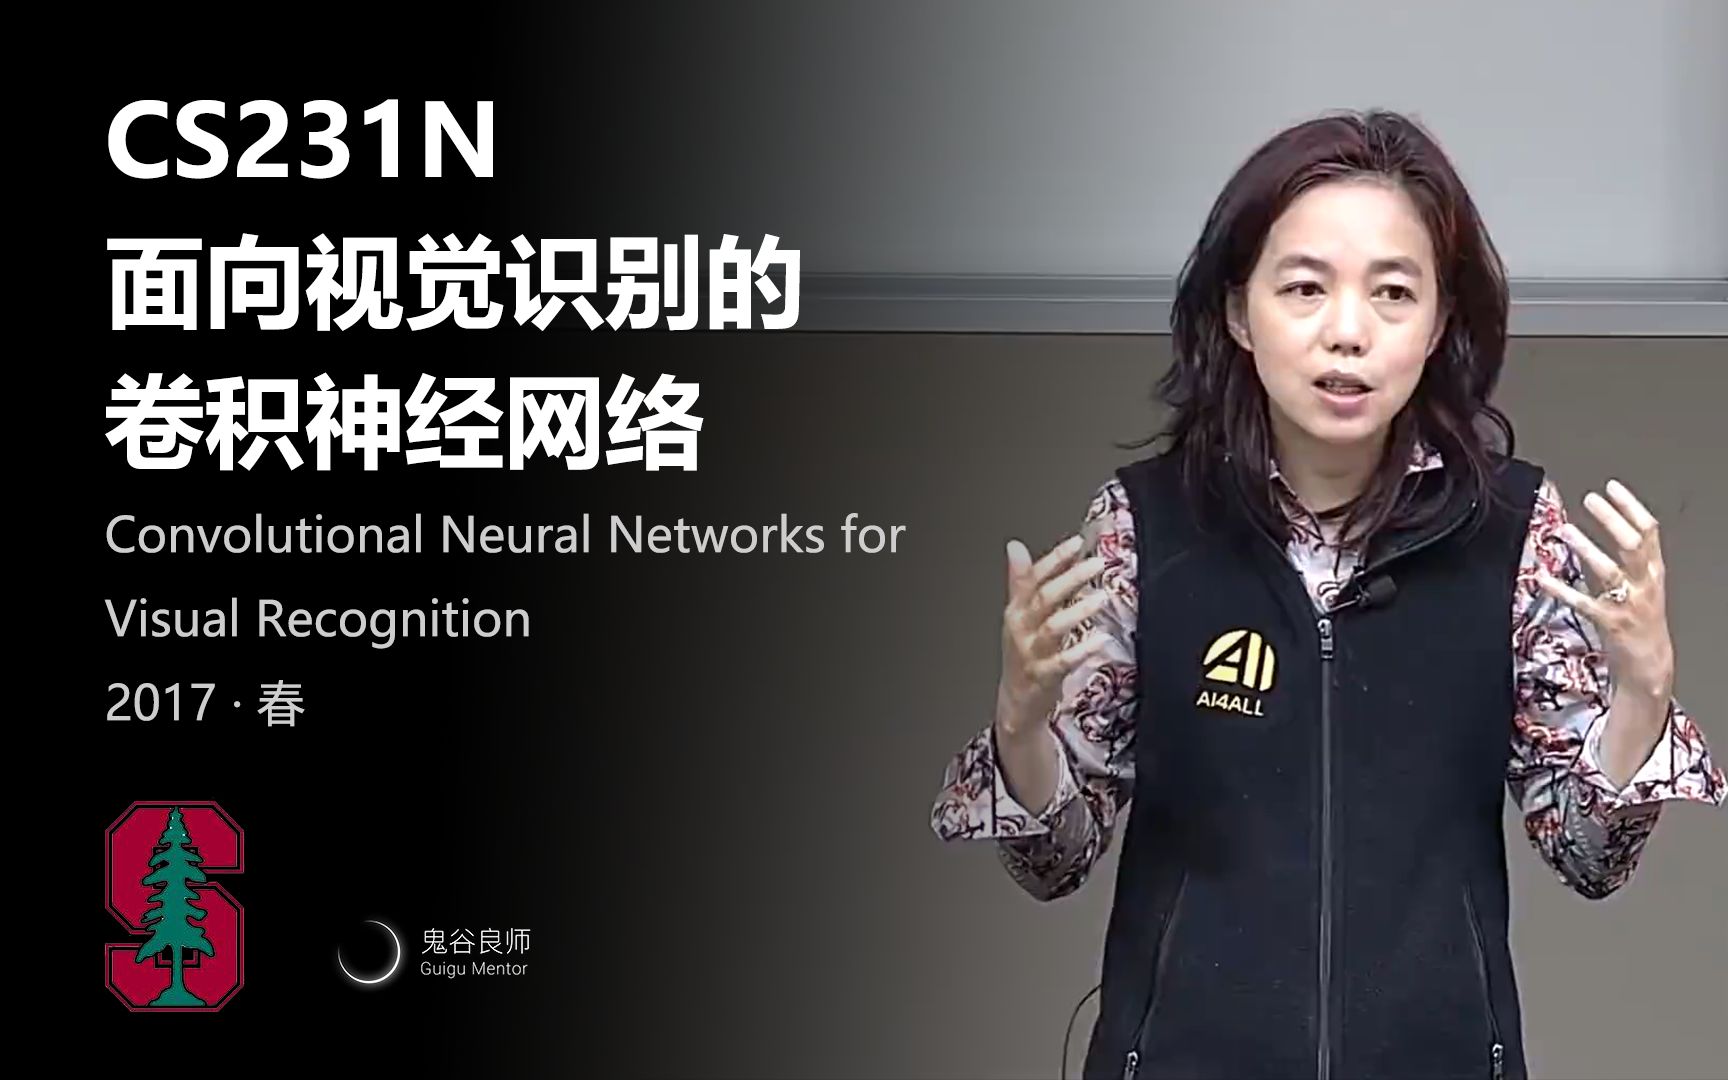 CS231N
面向视觉识别的
卷积神经网络
Convolutional Neural Networks for
Visual Recognition
2017 · 春
AI
AI4ALL
鬼谷良师
Guigu Mentor